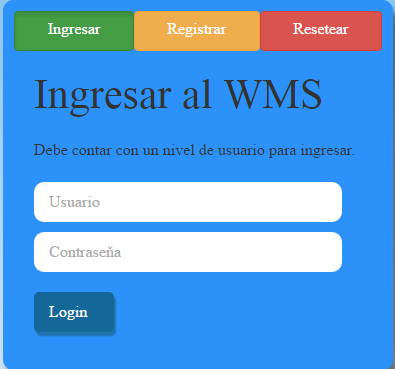 Ingresar Registrar Resetear
Ingresar al WMS
Debe contar con un nivel de usuario para ingresar.
Usuario
Contraseña
Login